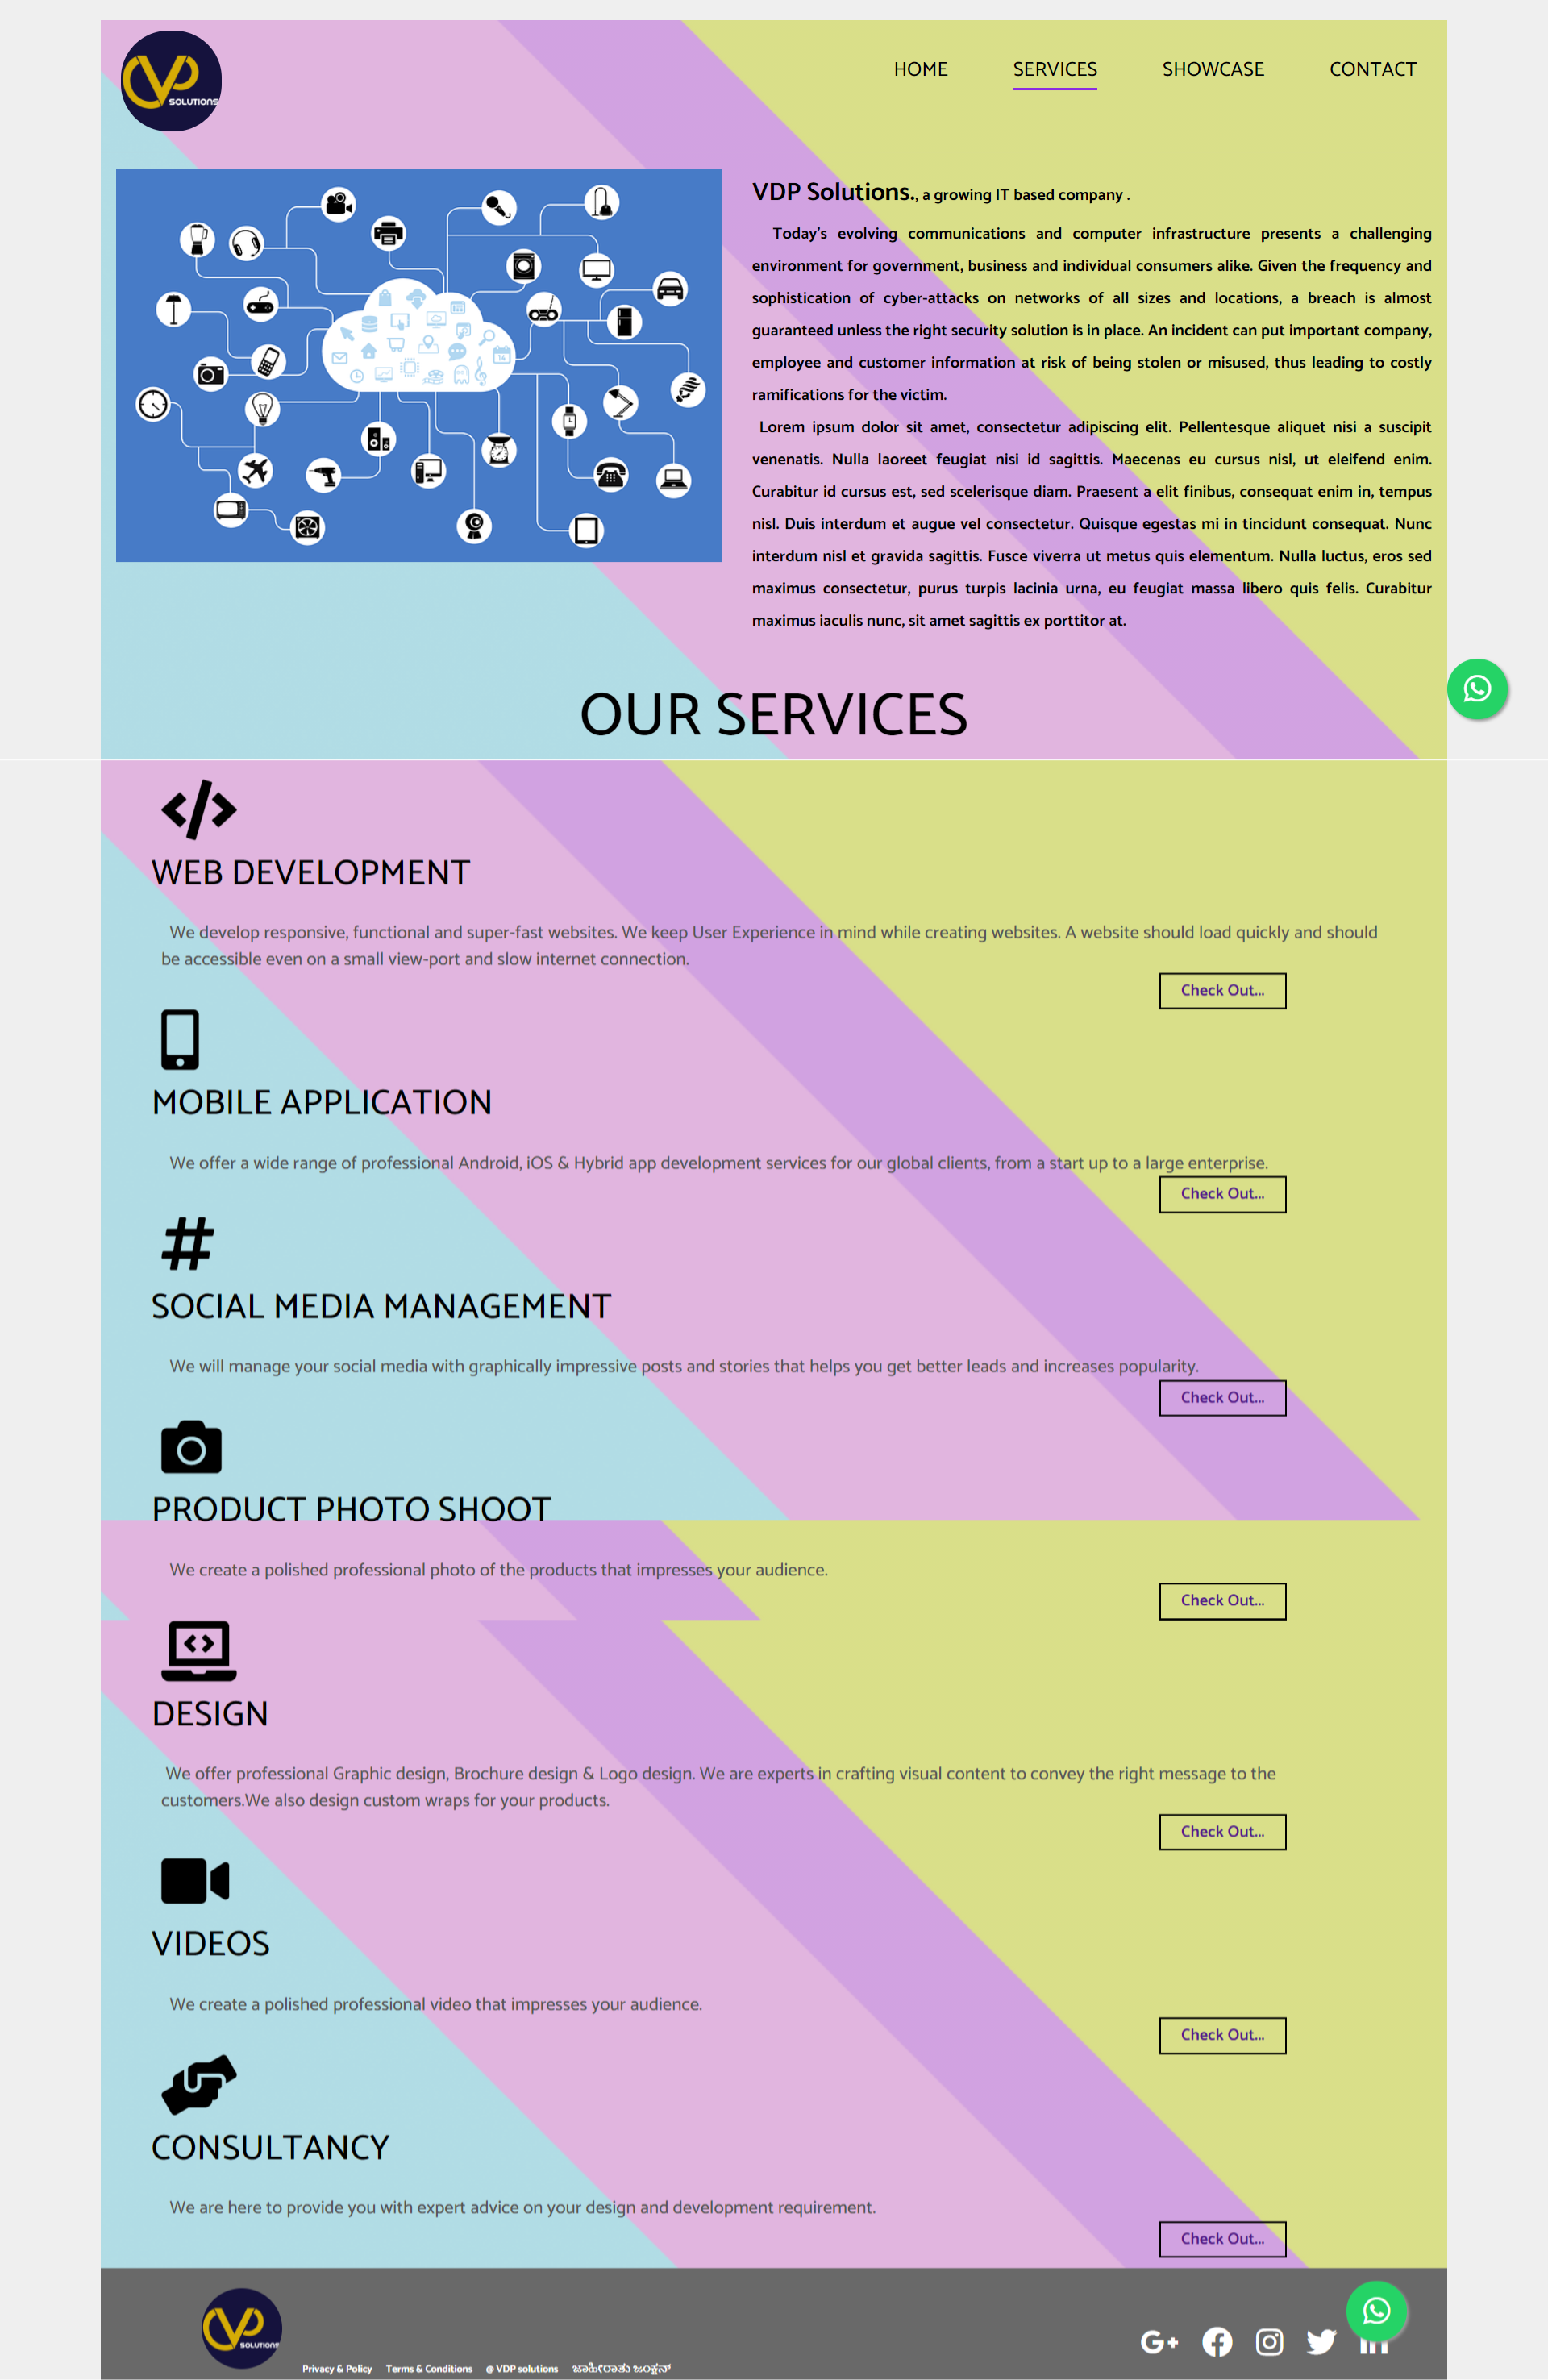 VP
SOLUTIONS
HOME SERVICES SHOWCASE CONTACT
VDP Solutions., a growing IT based company .
Today's evolving communications and computer infrastructure presents a challenging
environment for government, business and individual consumers alike. Given the frequency and
sophistication of cyber-attacks on networks of all sizes and locations, a breach is almost
guaranteed unless the right security solution is in place. An incident can put important company,
employee and customer information at risk of being stolen or misused, thus leading to costly
ramifications for the victim.
Lorem ipsum dolor sit amet, consectetur adipiscing elit. Pellentesque aliquet nisi a suscipit
venenatis. Nulla laoreet feugiat nisi id sagittis. Maecenas eu cursus nisl, ut eleifend enim.
Curabitur id cursus est, sed scelerisque diam. Praesent a elit finibus, consequat enim in, tempus
nisl. Duis interdum et augue vel consectetur. Quisque egestas mi in tincidunt consequat. Nunc
interdum nisl et gravida sagittis. Fusce viverra ut metus quis elementum. Nulla luctus, eros sed
maximus consectetur, purus turpis lacinia urna, eu feugiat massa libero quis felis. Curabitur
maximus iaculis nunc, sit amet sagittis ex porttitor at.
OUR SERVICES
WEB DEVELOPMENT
We develop responsive, functional and super-fast websites. We keep User Experience in mind while creating websites. A website should load quickly and should
be accessible even on a small view-port and slow internet connection.
Check Out...
MOBILE APPLICATION
We offer a wide range of professional Android, iOS & Hybrid app development services for our global clients, from a start up to a large enterprise.
Check Out...
SOCIAL MEDIA MANAGEMENT
We will manage your social media with graphically impressive posts and stories that helps you get better leads and increases popularity.
Check Out...
PRODUCT PHOTO SHOOT
We create a polished professional photo of the products that impresses your audience.
Check Out...
DESIGN
We offer professional Graphic design, Brochure design & Logo design. We are experts in crafting visual content to convey the right message to the
customers.We also design custom wraps for your products.
Check Out...
VIDEOS
We create a polished professional video that impresses your audience.
Check Out...
CONSULTANCY
We are here to provide you with expert advice on your design and development requirement.
Check Out...
VP
SOLUTIONS
Privacy & Policy Terms & Conditions @ VDP solutions ಜಾಹೀರಾತು ಜಂಕ್ಷನ್